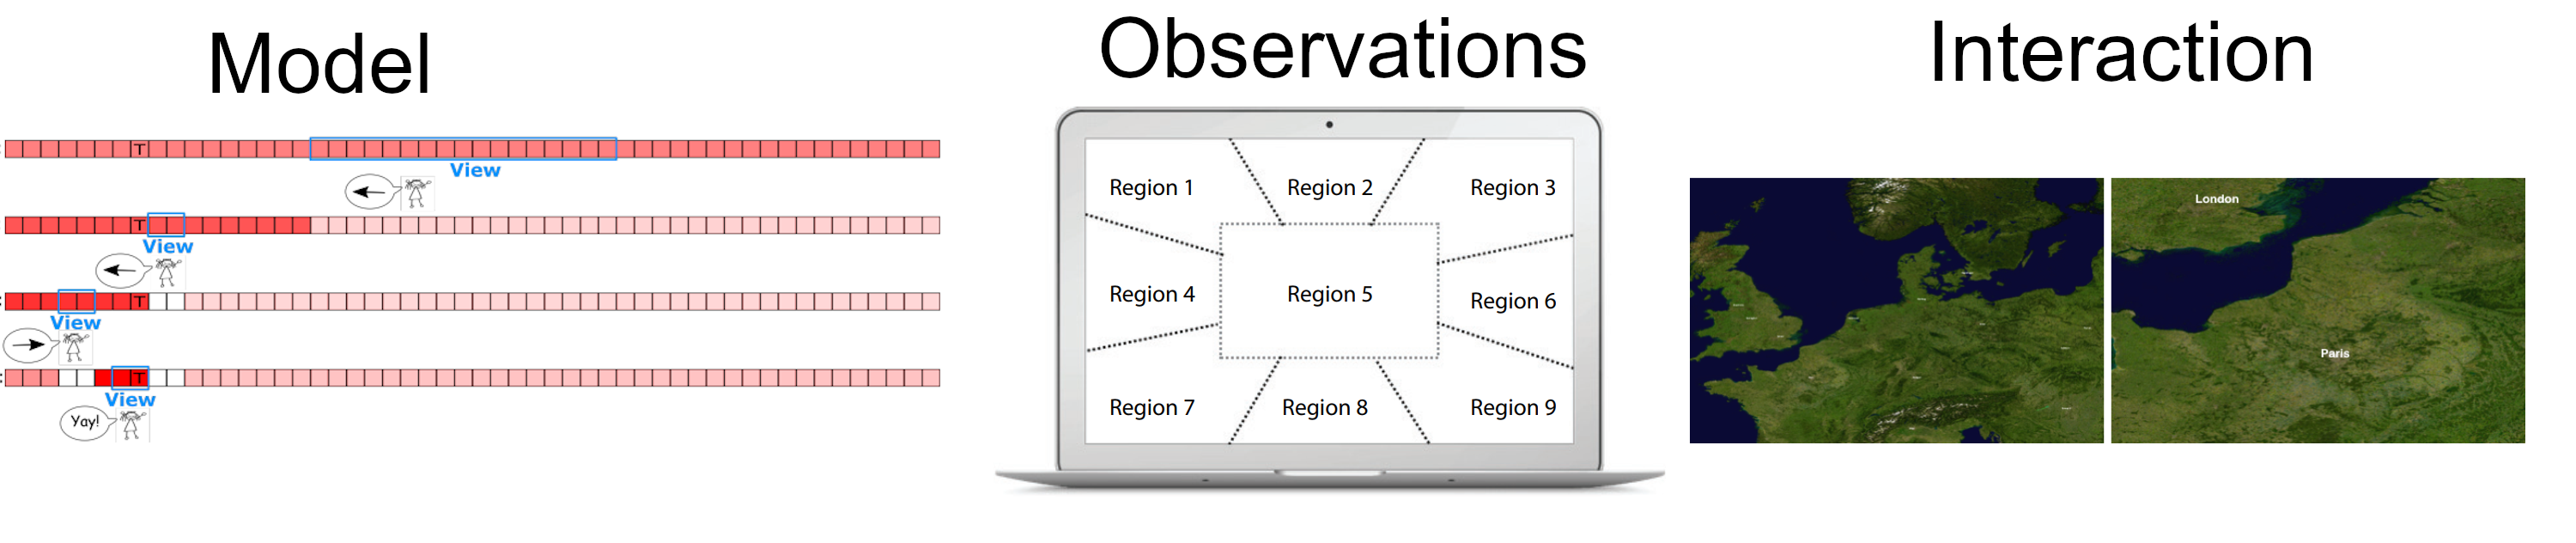 Model
Observations
Interaction
T
View
T
View
T
View
T
View
Yay!
Region 1
Region 2
Region 3
Region 4
Region 5
Region 6
Region 7
Region 8
Region 9
London
Paris